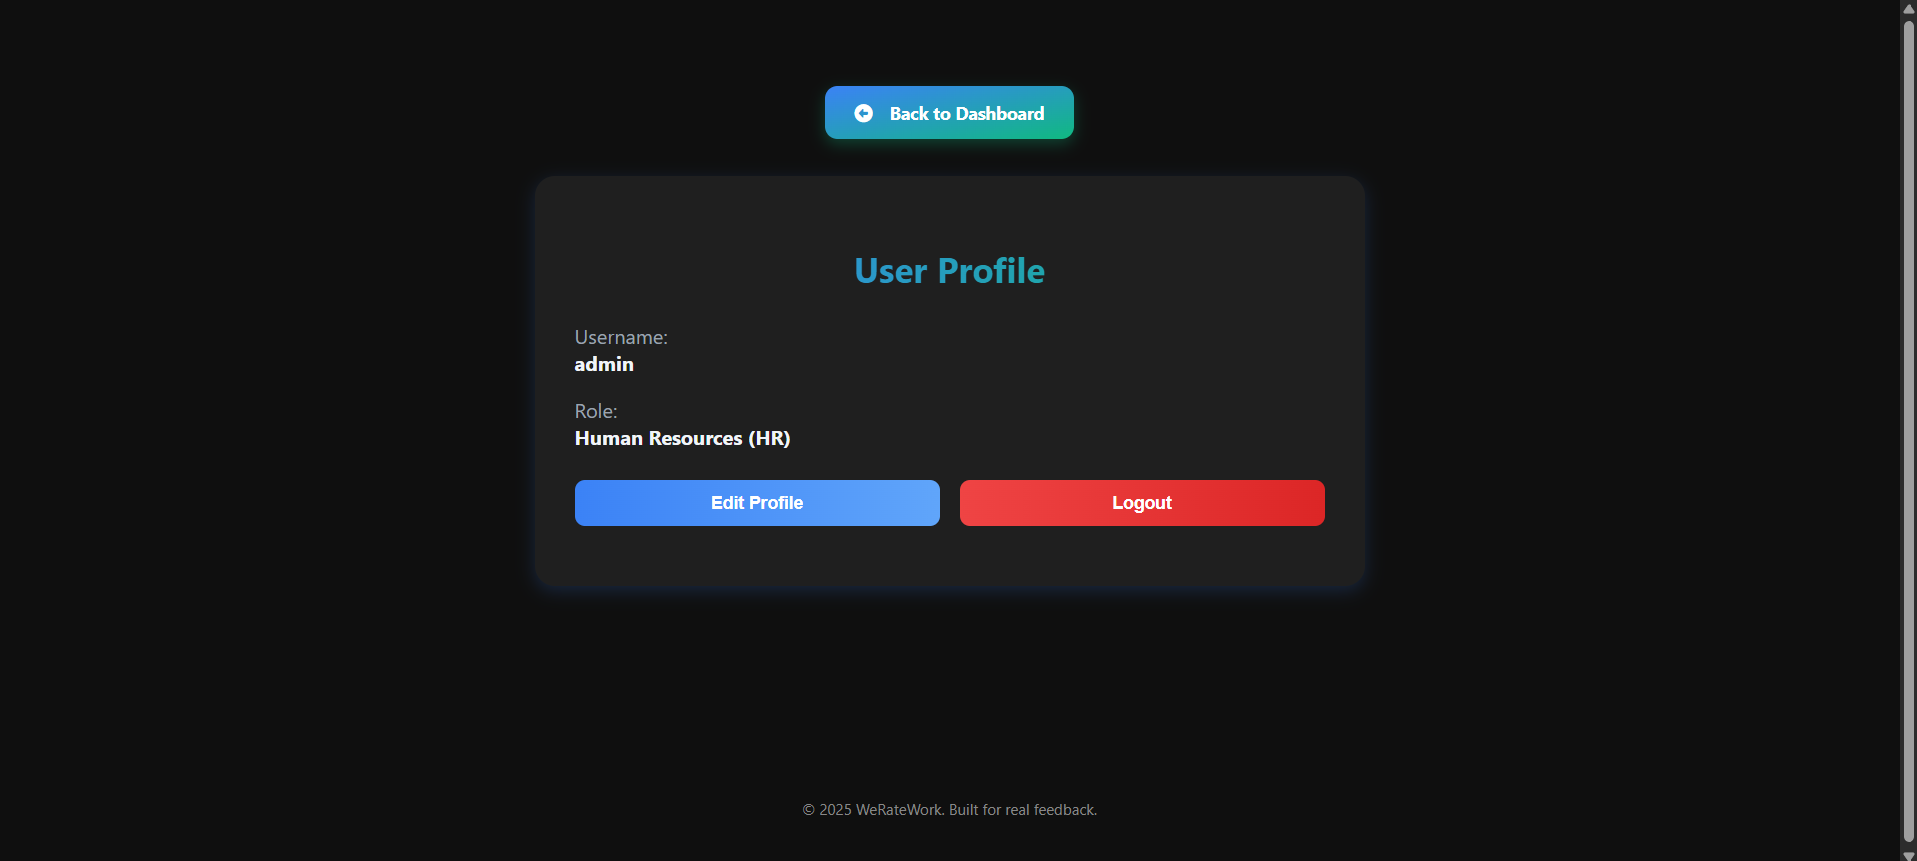 Back to Dashboard
User Profile
Username:
admin
Role:
Human Resources (HR)
Edit Profile
Logout
© 2025 WeRateWork. Built for real feedback.